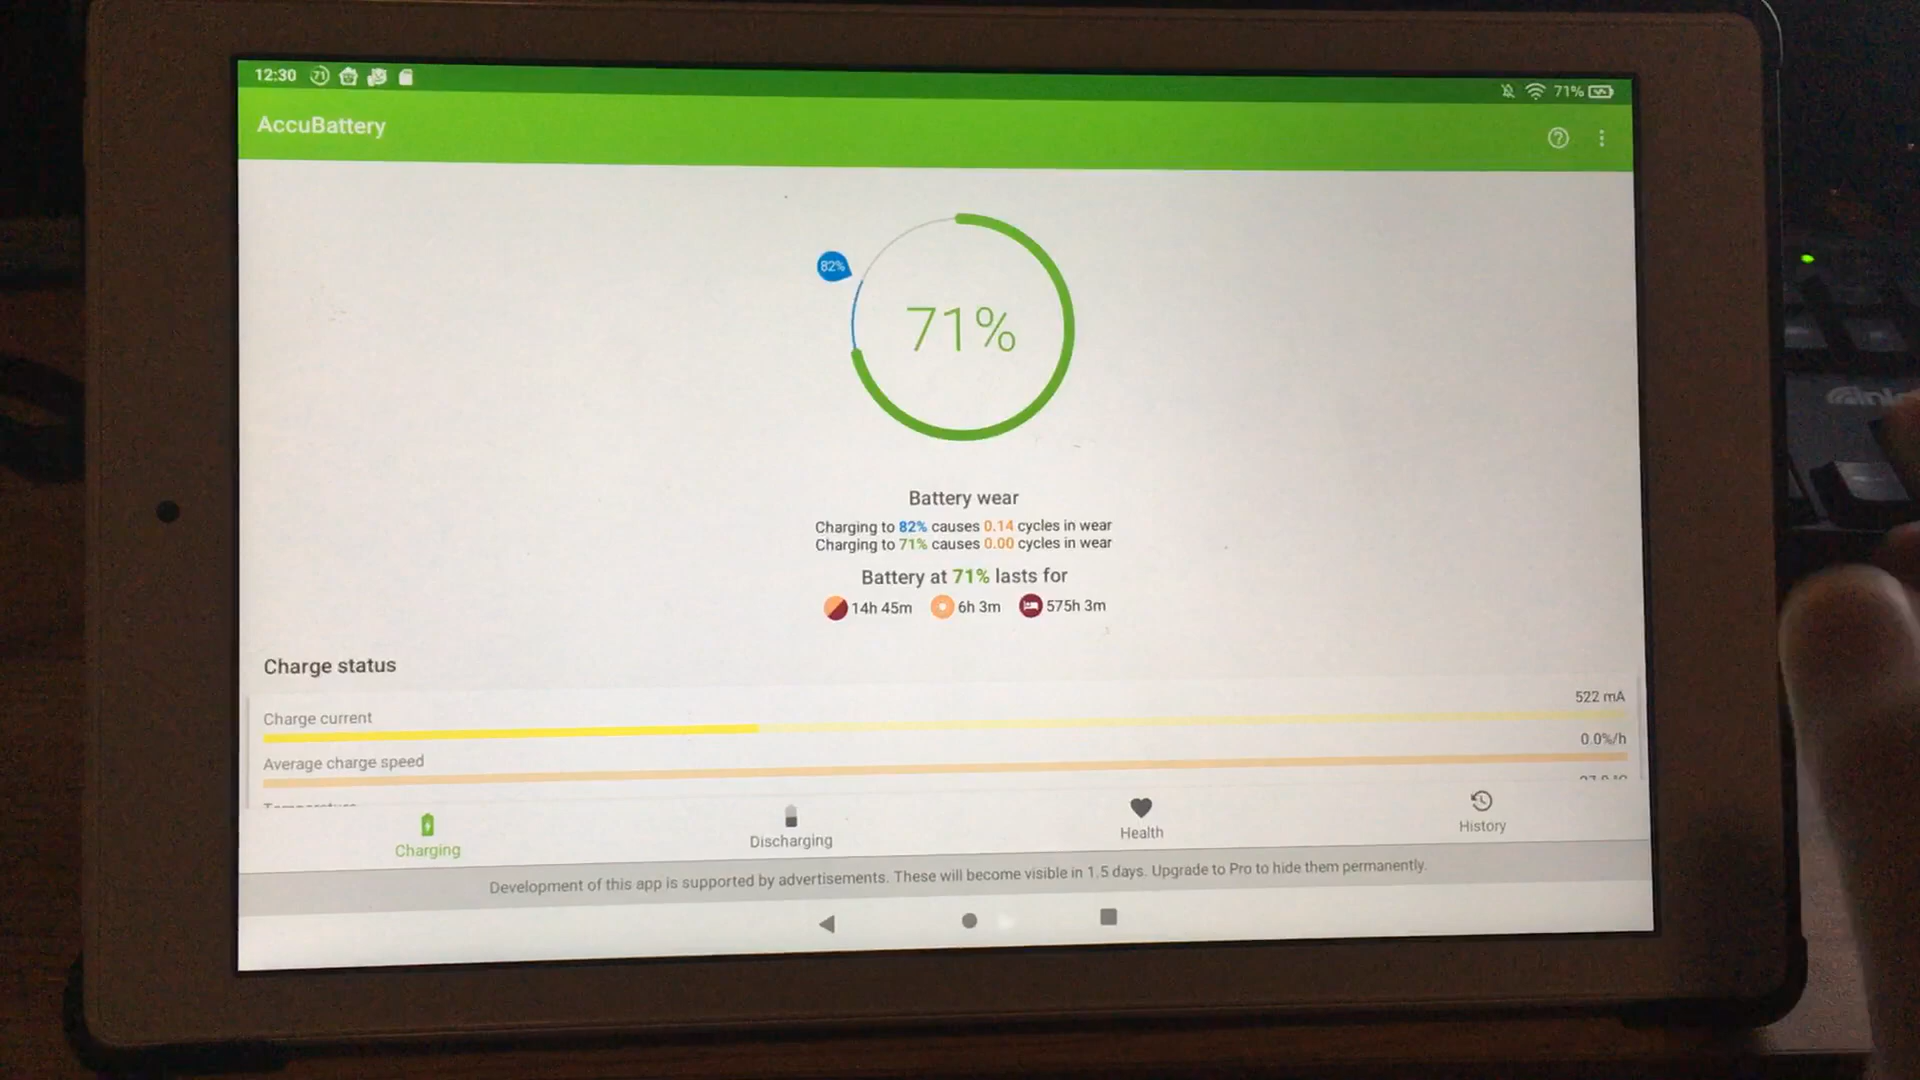 12:30 71 71%
AccuBattery
82%
71%
Battery wear
Charging to 82% causes 0.14 cycles in wear
Charging to 71% causes 0.00 cycles in wear
Battery at 71% lasts for
14h 45m 6h 3m 575h 3m
Charge status
Charge current 522 mA
Average charge speed 0.0%/h
Charging Discharging Health History
Development of this app is supported by advertisements. These will become visible in 1.5 days. Upgrade to Pro to hide them permanently.